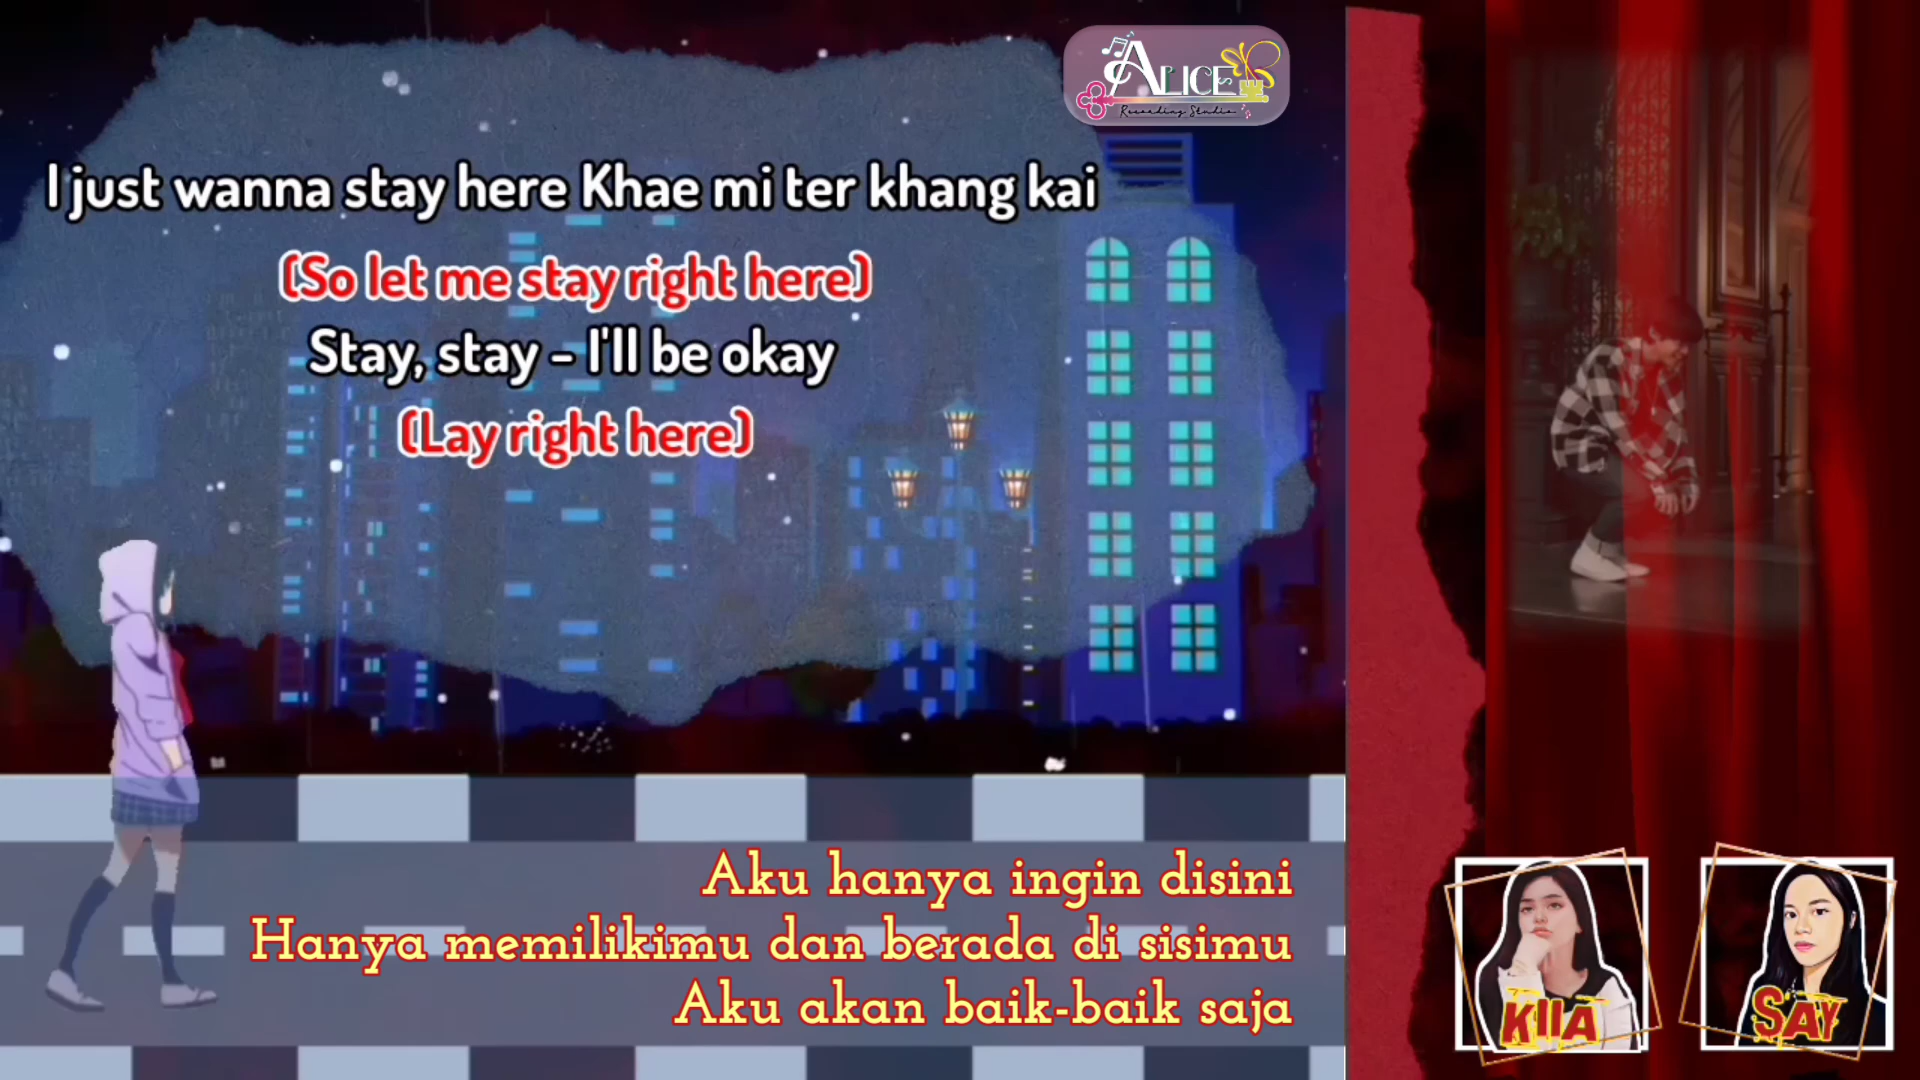 ALICE
Recording Studio
I just wanna stay here Khae mi ter khang kai
(So let me stay right here)
Stay, stay – I'll be okay
(Lay right here)
Aku hanya ingin disini
Hanya memilikimu dan berada di sisimu
Aku akan baik-baik saja
KIIA
SAY